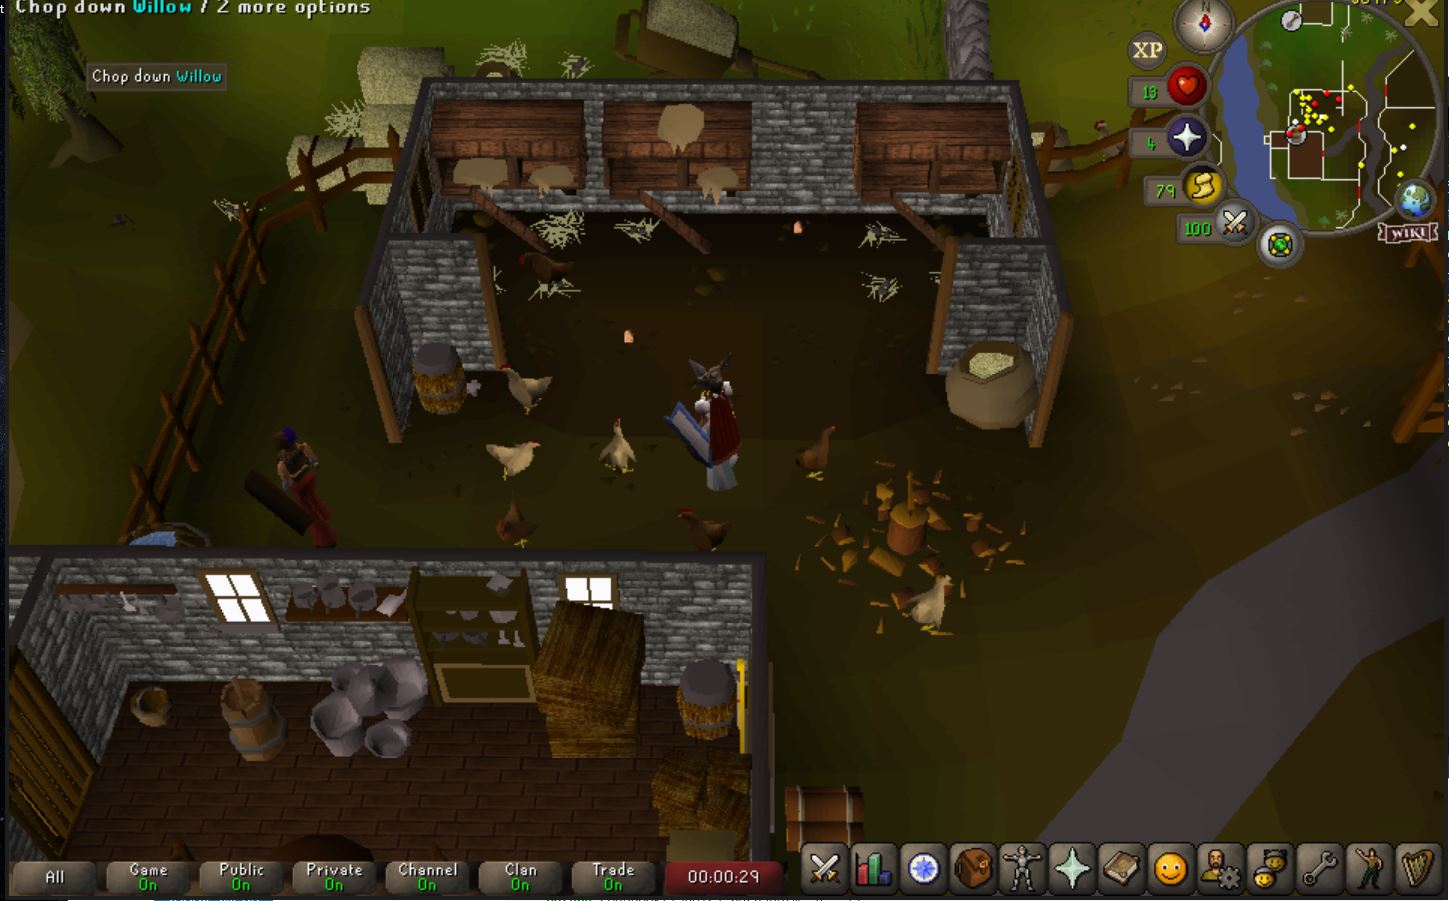 Chop down Willow / 2 more options
Chop down Willow
N
XP
13
4
79
100
WIKI
All
Game
On
Public
On
Private
On
Channel
On
Clan
On
Trade
On
00:00:29